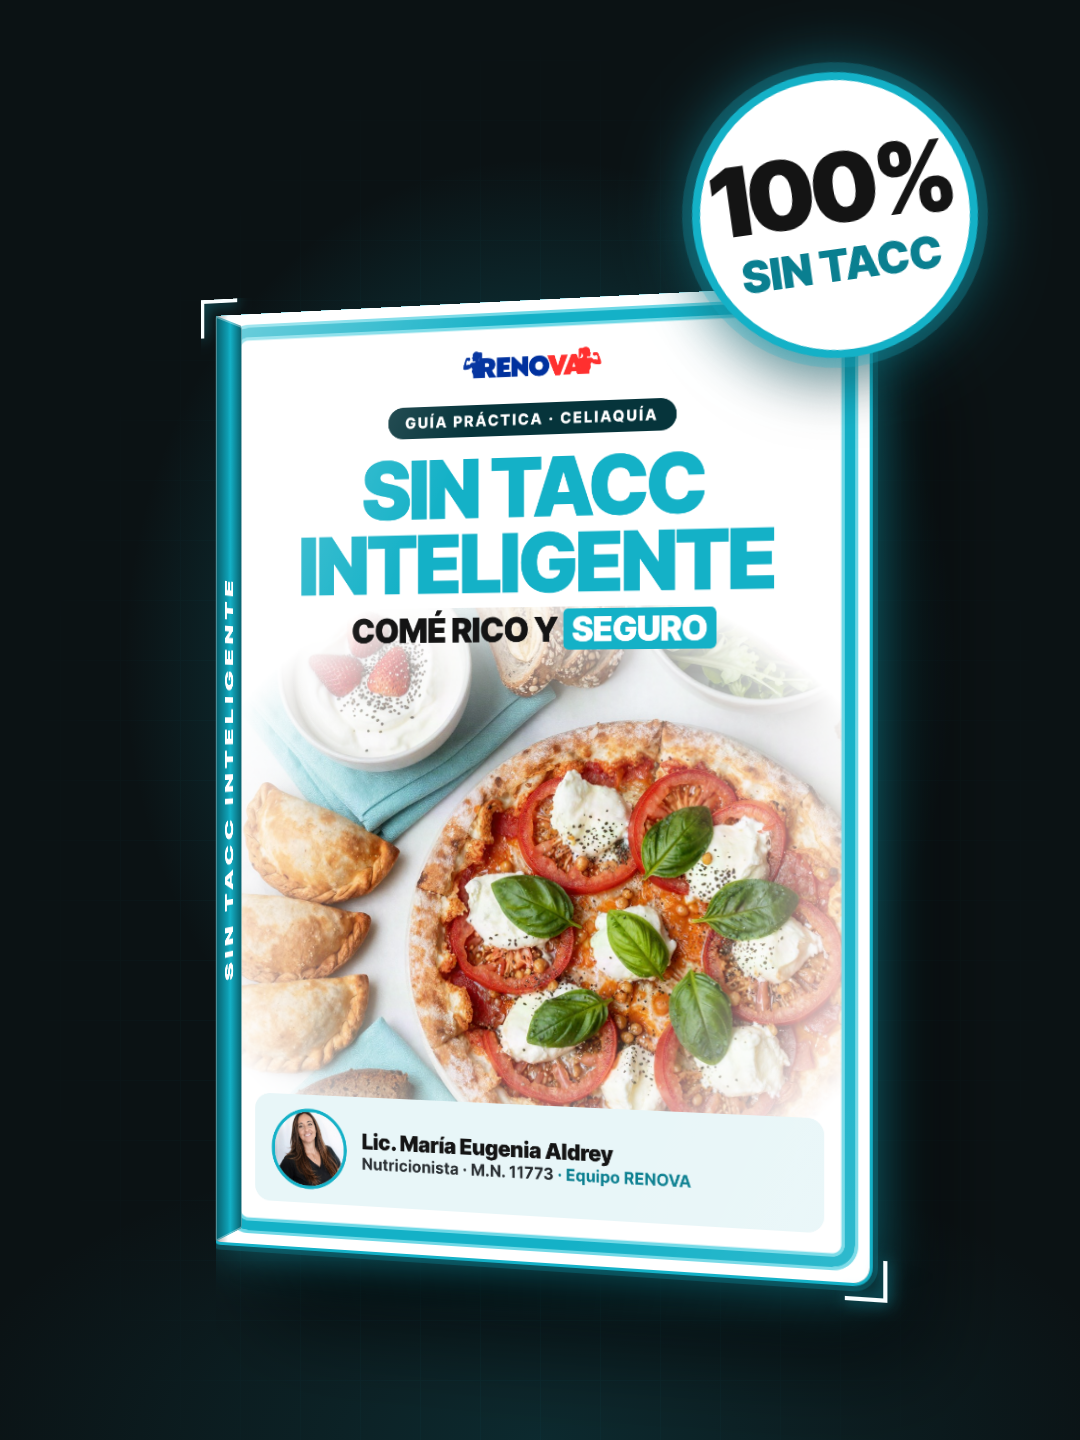 100%
SIN TACC
RENOVA
GUÍA PRÁCTICA · CELIAQUÍA
SIN TACC
INTELIGENTE
COMÉ RICO Y SEGURO
SIN TACC INTELIGENTE
Lic. María Eugenia Aldrey
Nutricionista · M.N. 11773 · Equipo RENOVA